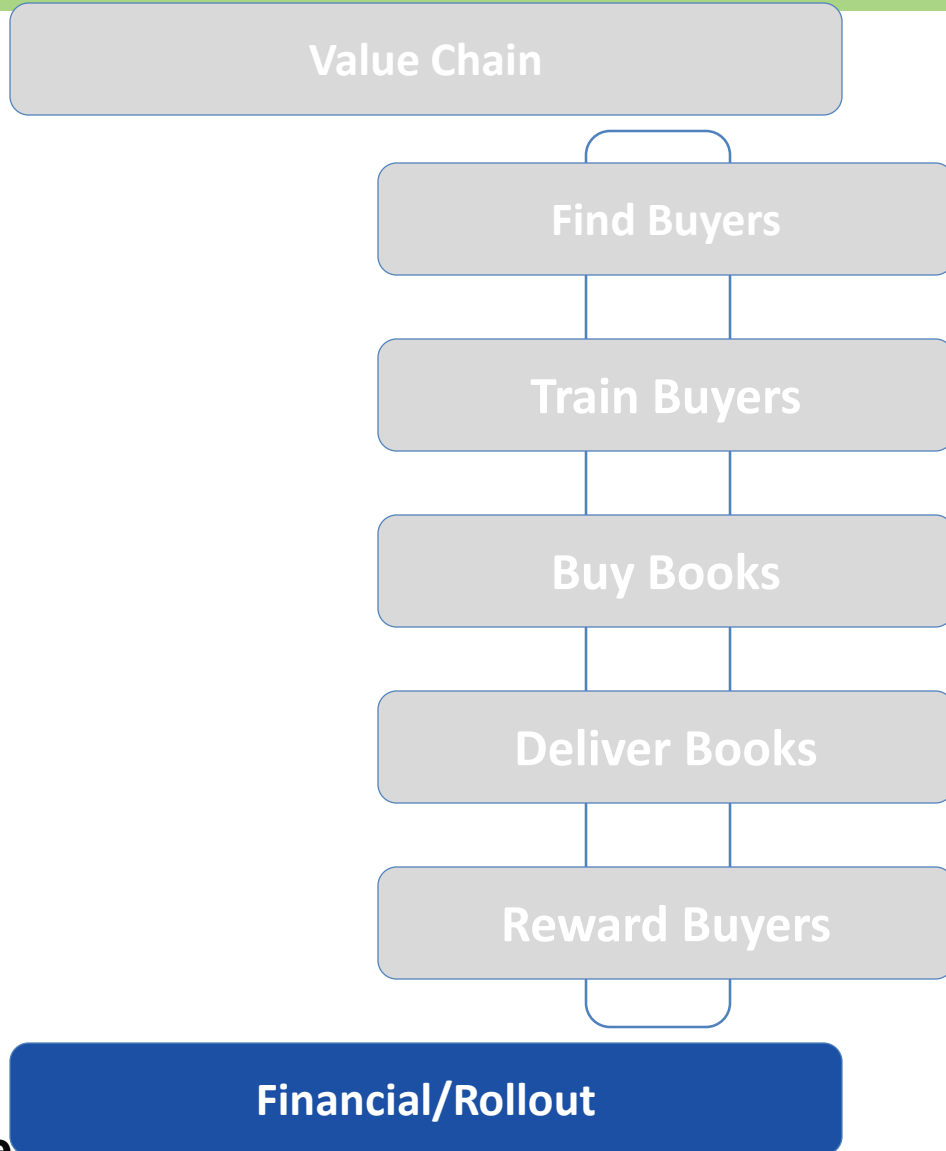 Value Chain
Find Buyers
Train Buyers
Buy Books
Deliver Books
Reward Buyers
Financial/Rollout